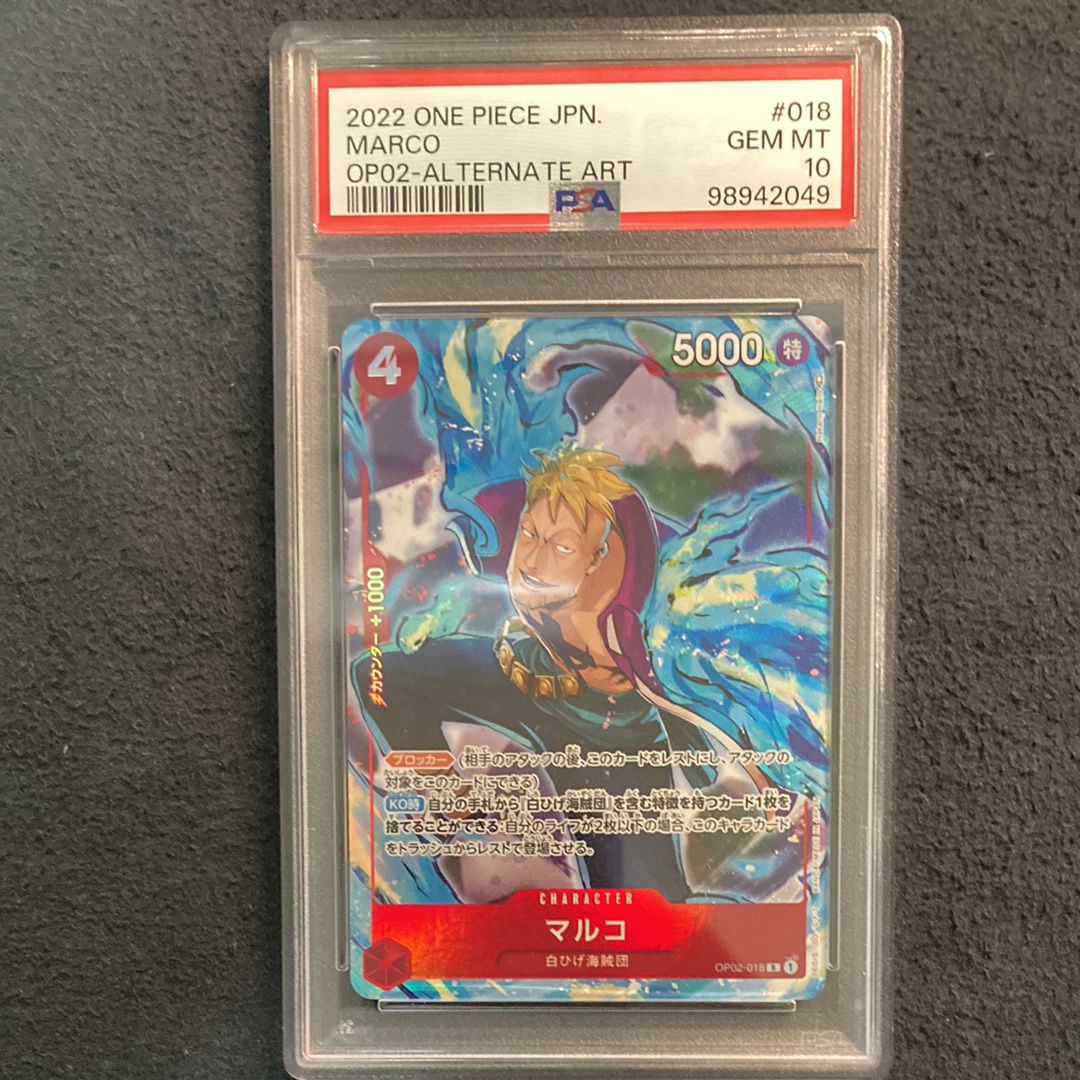 2022 ONE PIECE JPN. #018
MARCO GEM MT
OP02-ALTERNATE ART 10
PSA 98942049
4
5000 特
カウンター +1000
ブロッカー (相手のアタックの後、このカードをレストにし、アタックの
対象をこのカードにできる)
KO時 自分の手札から『白ひげ海賊団』を含む特徴を持つカード1枚を
捨てることができる:自分のライフが2枚以下の場合、このキャラカード
をトラッシュからレストで登場させる。
CHARACTER
マルコ
白ひげ海賊団
OP02-018 R 1